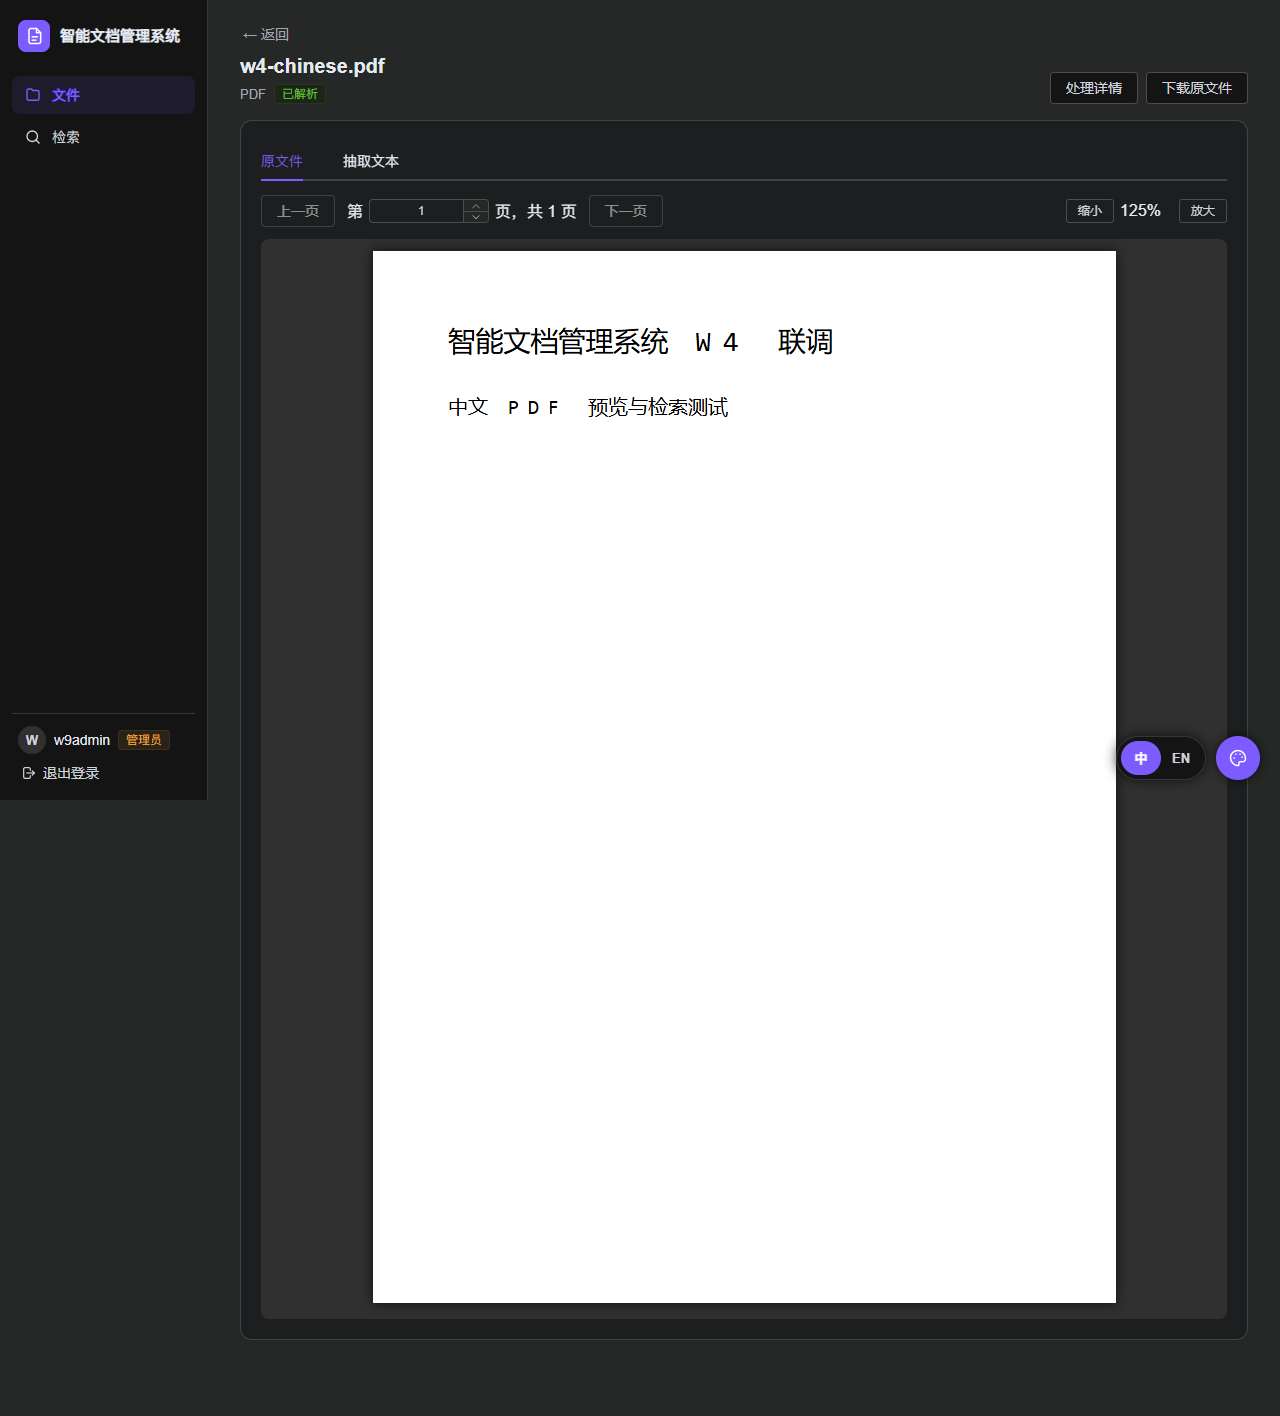 智能文档管理系统
文件
检索
W w9admin 管理员
退出登录
返回
w4-chinese.pdf
PDF 已解析
处理详情 下载原文件
原文件 抽取文本
上一页 第 1 页，共 1 页 下一页 缩小 125% 放大
智能文档管理系统 W4 联调
中文 PDF 预览与检索测试
中 EN